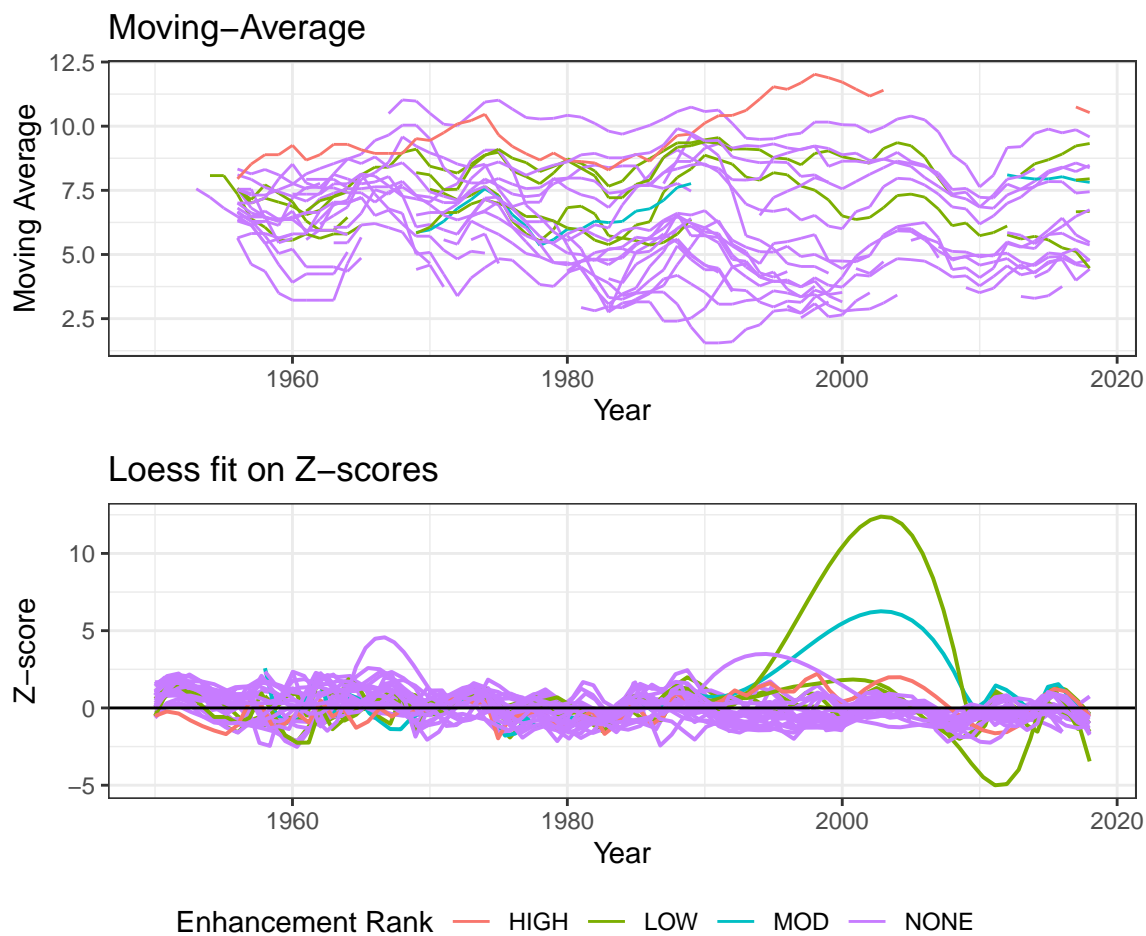 Moving−Average
12.5
10.0
7.5
5.0
2.5
Moving Average
1960 1980 2000 2020
Year
Loess fit on Z−scores
10
5
0
−5
Z−score
1960 1980 2000 2020
Year
Enhancement Rank HIGH LOW MOD NONE